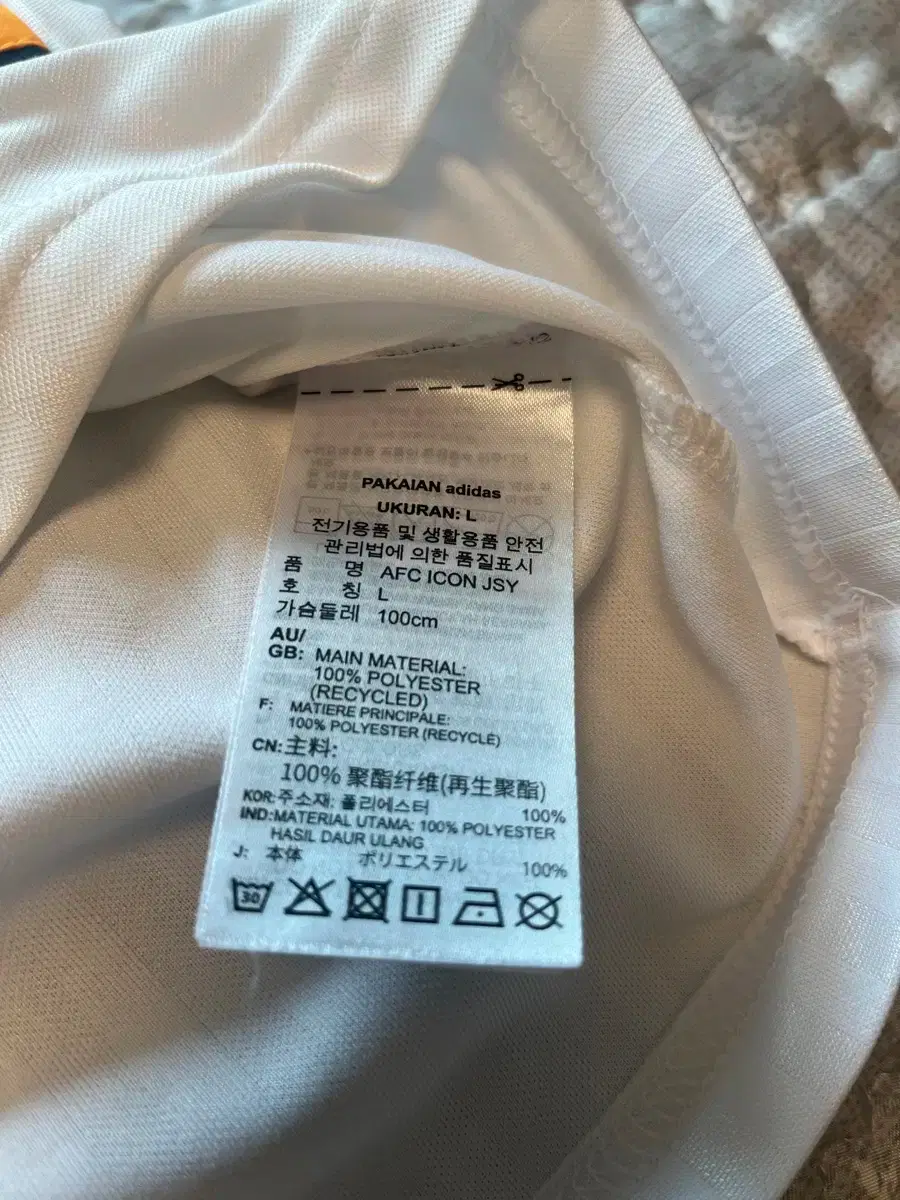 PAKAIAN adidas
UKURAN: L
전기용품 및 생활용품 안전
관리법에 의한 품질표시
품 명 AFC ICON JSY
호 칭 L
가슴둘레 100cm
AU/
GB: MAIN MATERIAL:
100% POLYESTER
(RECYCLED)
F: MATIERE PRINCIPALE:
100% POLYESTER (RECYCLÉ)
CN:主料:
100% 聚酯纤维(再生聚酯)
KOR:주소재: 폴리에스터 100%
IND:MATERIAL UTAMA: 100% POLYESTER
HASIL DAUR ULANG
J: 本体 ポリエステル 100%
30